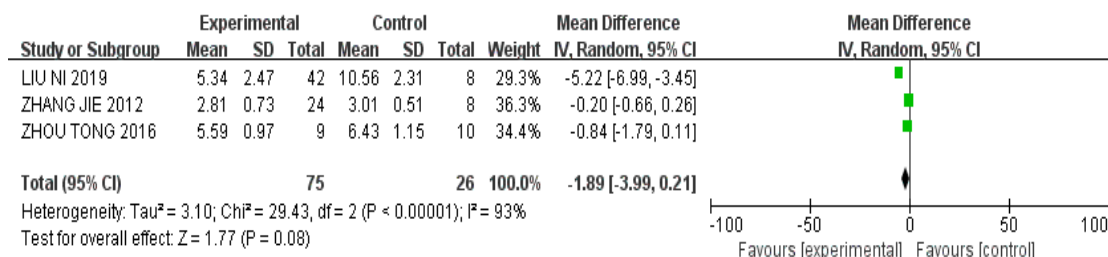 Experimental Control Mean Difference Mean Difference
Study or Subgroup Mean SD Total Mean SD Total Weight IV, Random, 95% CI IV, Random, 95% CI
LIU NI 2019 5.34 2.47 42 10.56 2.31 8 29.3% -5.22 [-6.99, -3.45]
ZHANG JIE 2012 2.81 0.73 24 3.01 0.51 8 36.3% -0.20 [-0.66, 0.26]
ZHOU TONG 2016 5.59 0.97 9 6.43 1.15 10 34.4% -0.84 [-1.79, 0.11]
Total (95% CI) 75 26 100.0% -1.89 [-3.99, 0.21]
Heterogeneity: Tau² = 3.10; Chi² = 29.43, df = 2 (P < 0.00001); I² = 93%
Test for overall effect: Z = 1.77 (P = 0.08)
-100 -50 0 50 100
Favours [experimental] Favours [control]